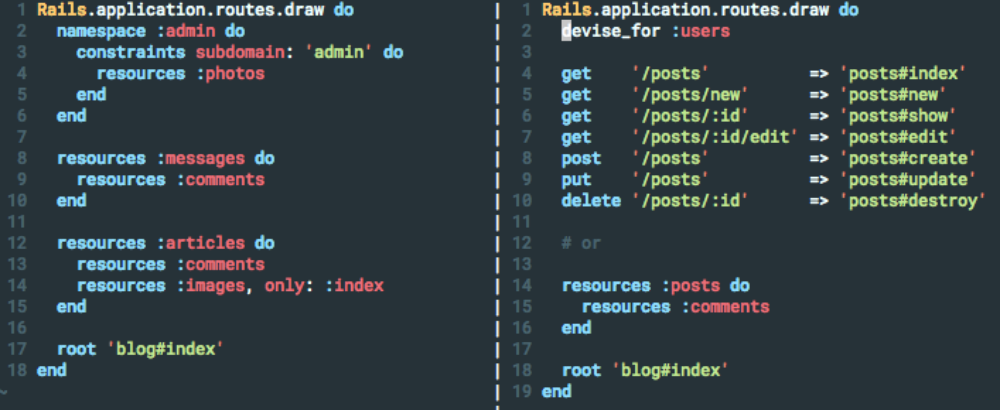 1 Rails.application.routes.draw do
2   namespace :admin do
3     constraints subdomain: 'admin' do
4       resources :photos
5     end
6   end
7
8   resources :messages do
9     resources :comments
10   end
11
12   resources :articles do
13     resources :comments
14     resources :images, only: :index
15   end
16
17   root 'blog#index'
18 end
~
1 Rails.application.routes.draw do
2   devise_for :users
3
4   get    '/posts'          => 'posts#index'
5   get    '/posts/new'      => 'posts#new'
6   get    '/posts/:id'      => 'posts#show'
7   get    '/posts/:id/edit' => 'posts#edit'
8   post   '/posts'          => 'posts#create'
9   put    '/posts'          => 'posts#update'
10   delete '/posts/:id'      => 'posts#destroy'
11
12   # or
13
14   resources :posts do
15     resources :comments
16   end
17
18   root 'blog#index'
19 end